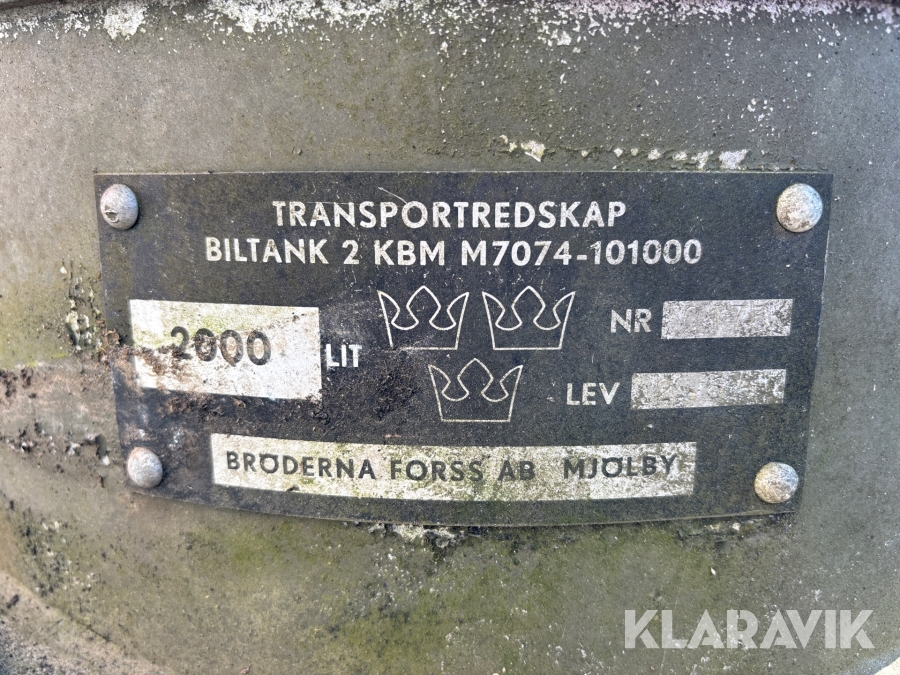 TRANSPORTREDSKAP
BILTANK 2 KBM M7074-101000
2000 LIT
NR
LEV
BRÖDERNA FORSS AB MJÖLBY
KLARAVIK